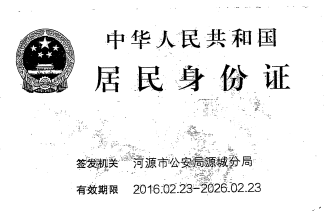 中华人民共和国
居民身份证
签发机关 河源市公安局源城分局
有效期限 2016.02.23-2026.02.23